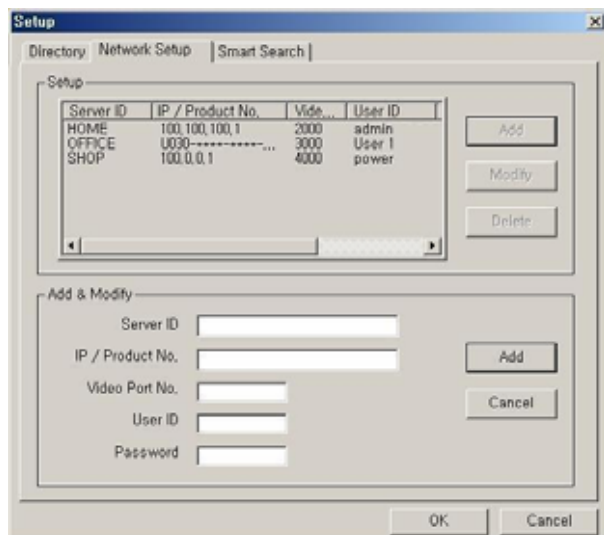 Setup
Directory Network Setup Smart Search
Setup
Server ID IP / Product No, Vide... User ID
HOME 100,100,100,1 2000 admin
OFFICE U030-----------... 3000 User 1
SHOP 100,0,0,1 4000 power
Add
Modify
Delete
Add & Modify
Server ID
IP / Product No,
Add
Video Port No,
Cancel
User ID
Password
OK Cancel